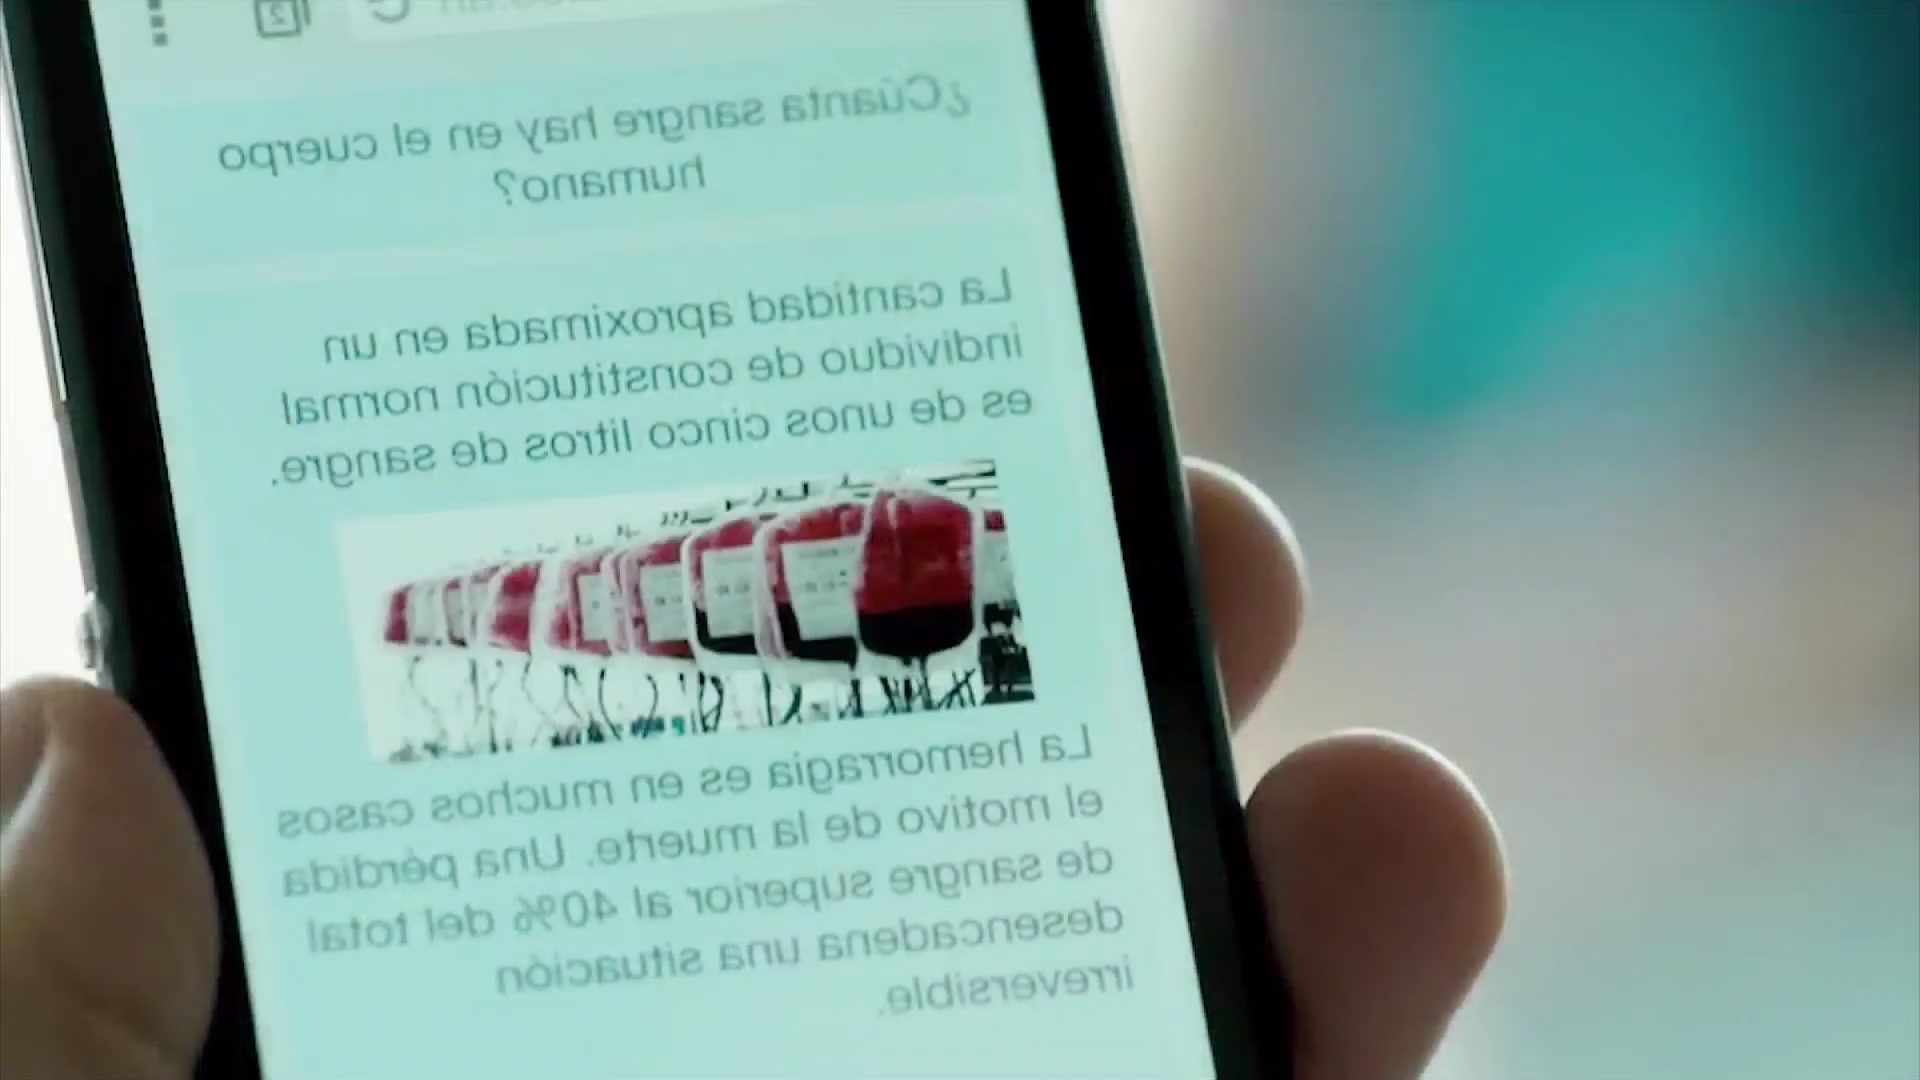 ¿Cúanta sangre hay en el cuerpo
humano?
La cantidad aproximada en un
individuo de constitución normal
es de unos cinco litros de sangre.
La hemorragia es en muchos casos
el motivo de la muerte. Una pérdida
de sangre superior al 40% del total
desencadena una situación
irreversible.